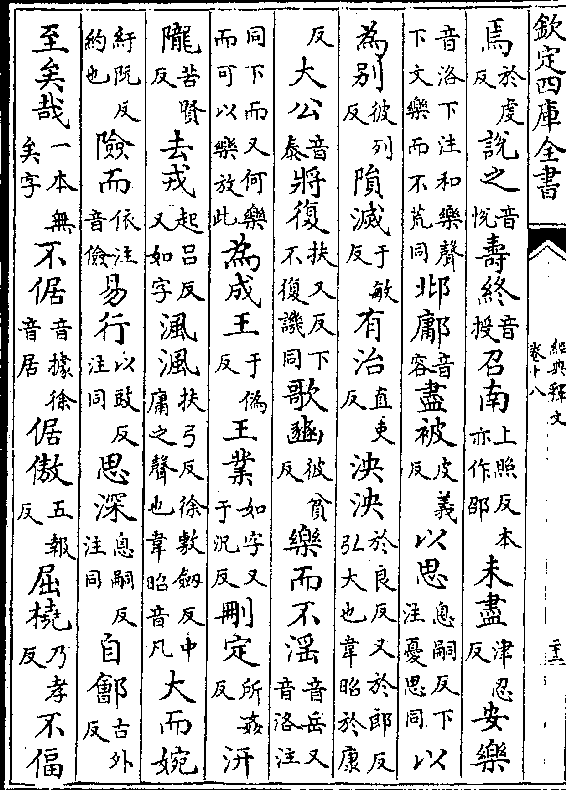 欽定四庫全書
經典釋文
卷十八
焉於虔反說之音悅壽終音授召南上照反本亦作邵未盡津忍反安樂
音洛下注和樂聲下文樂而不荒同邶鄘音容盡被皮義反以思息嗣反下注憂思同以
為別彼列反隕滅于敏反有治直吏反泱泱於良反又於郎反弘大也韋昭於康
反大公音泰將復扶又反下不復譏同歌豳彼貧反樂而不淫音岳又音洛注
同下而又何樂而可以樂放此為成王于偽反王業如字又于況反刪定所姦反汧
隴苦賢反去戎起呂反又如字渢渢扶弓反徐敷劒反中庸之聲也韋昭音凡大而婉
紆阮反約也險而依注音儉易行以豉反注同思深息嗣反注同自鄶古外反
至矣哉一本無矣字不倨音據徐音居倨傲五報反屈橈乃孝反不偪